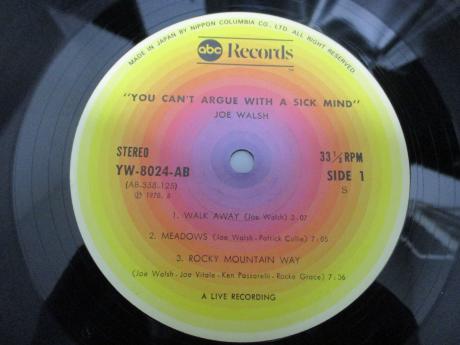 MADE IN JAPAN BY NIPPON COLUMBIA CO., LTD. ALL RIGHT RESERVED.
abc Records
"YOU CAN'T ARGUE WITH A SICK MIND"
JOE WALSH
STEREO 33 1/3 RPM
YW-8024-AB SIDE 1
(AB-338-125) S
Ⓟ 1976. 8
1. WALK AWAY (Joe Walsh) 3:07
2. MEADOWS (Joe Walsh-Patrick Cullie) 7:05
3. ROCKY MOUNTAIN WAY
(Joe Walsh-Joe Vitale-Ken Passarelli-Rocke Grace) 7:36
A LIVE RECORDING